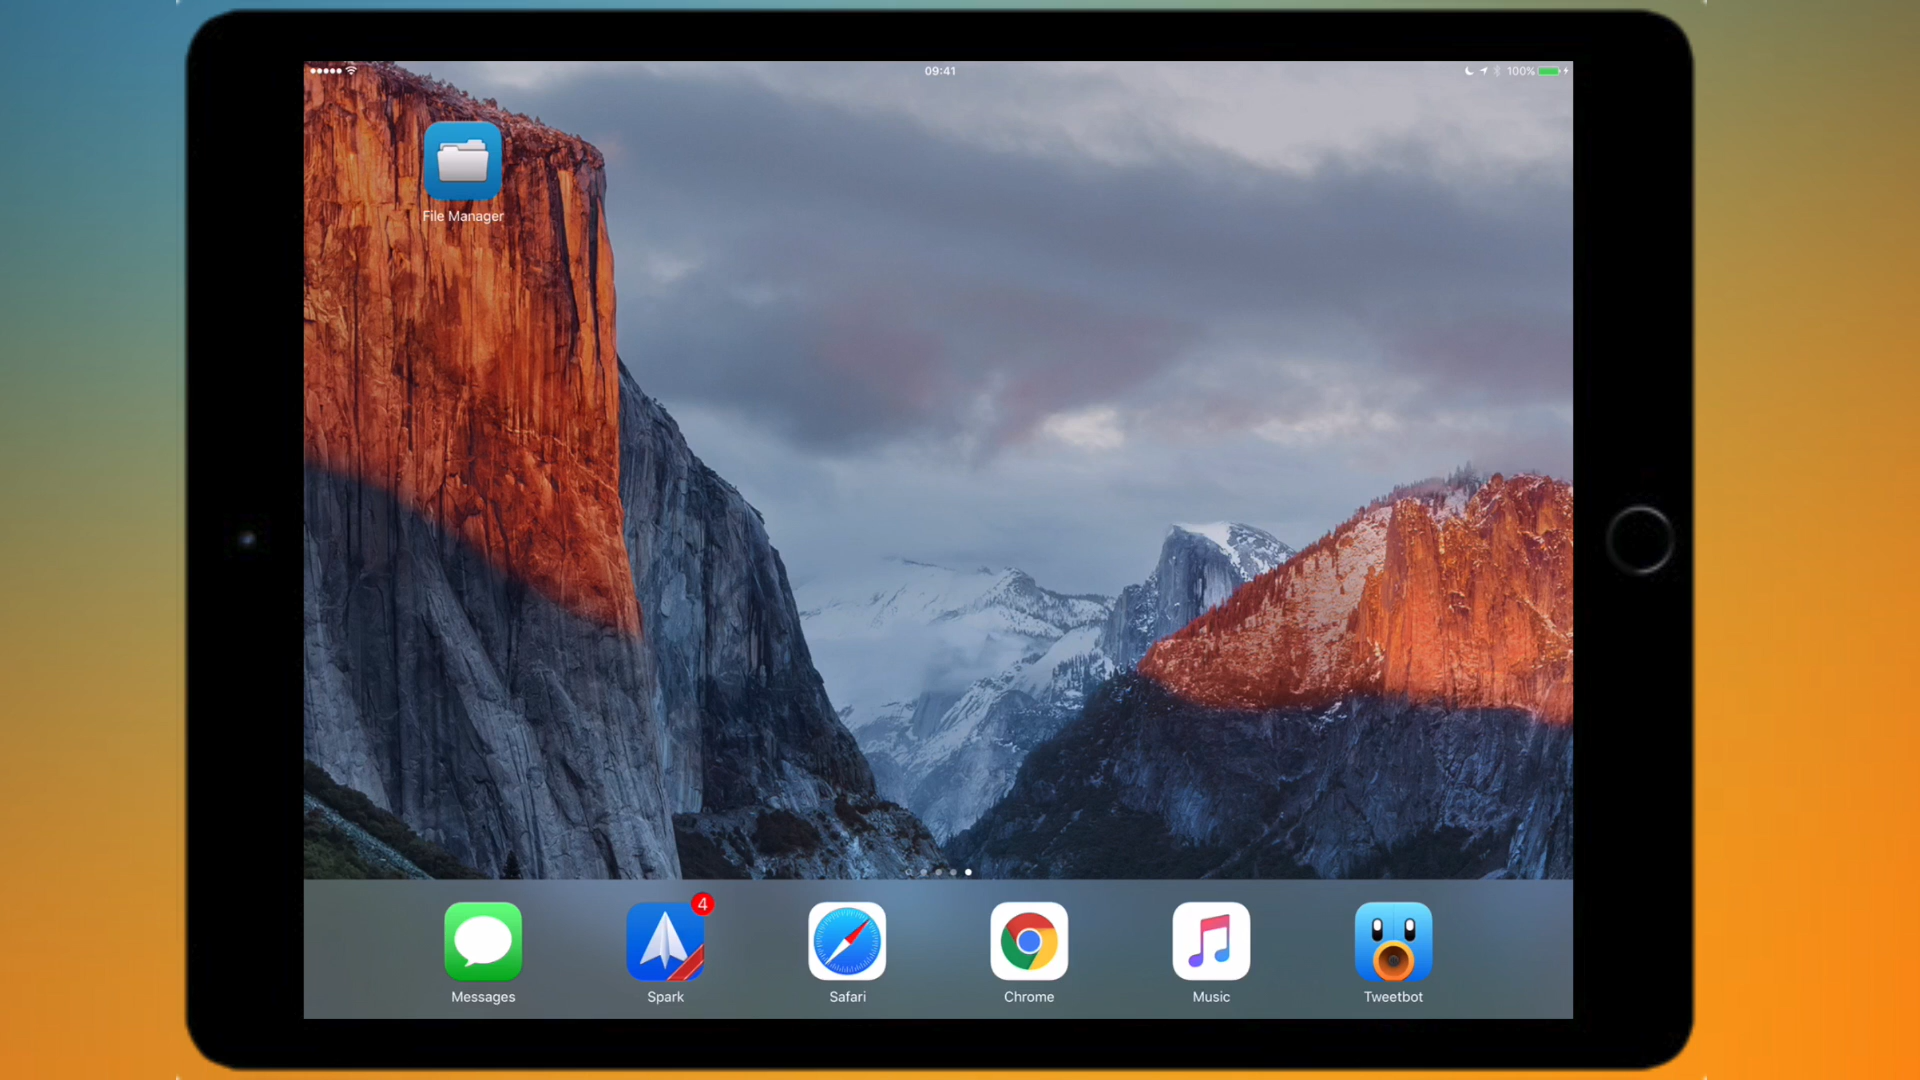 09:41
100%
File Manager
4
Messages
Spark
Safari
Chrome
Music
Tweetbot